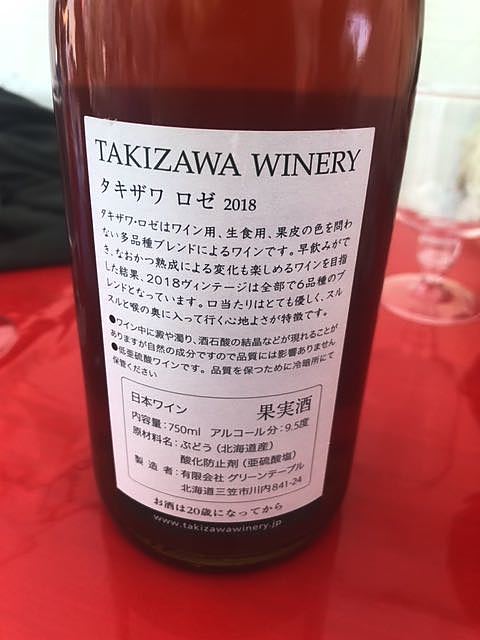 TAKIZAWA WINERY
タキザワ ロゼ 2018
タキザワ・ロゼはワイン用、生食用、果皮の色を問わ
ない多品種ブレンドによるワインです。早飲みがで
き、なおかつ熟成による変化も楽しめるワインを目指
した結果、2018ヴィンテージは全部で6品種のブ
レンドとなっています。口当たりはとても優しく、スル
スルと喉の奥に入って行く心地よさが特徴です。
●ワイン中に澱や濁り、酒石酸の結晶などが現れることが
ありますが自然の成分ですので品質には影響ありません
●低亜硫酸ワインです。品質を保つために冷暗所にて
保管ください
日本ワイン 果実酒
内容量:750ml アルコール分:9.5度
原材料名:ぶどう(北海道産)
酸化防止剤(亜硫酸塩)
製造者:有限会社 グリーンテーブル
北海道三笠市川内841-24
お酒は20歳になってから
www.takizawawinery.jp